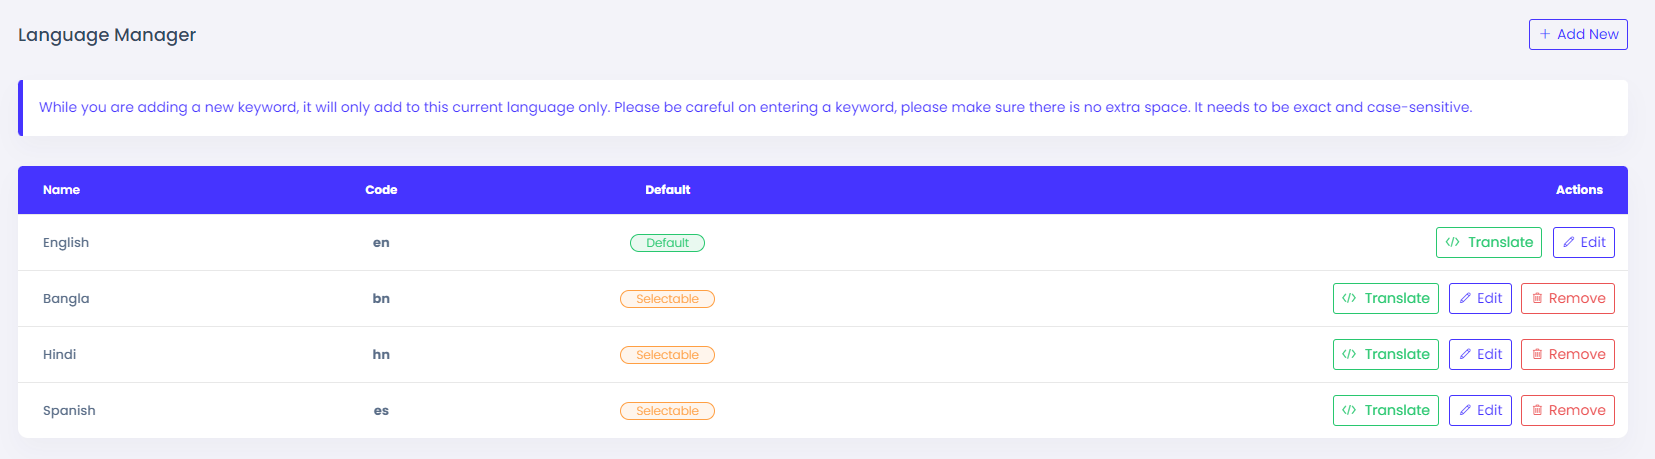 Language Manager
Add New
While you are adding a new keyword, it will only add to this current language only. Please be careful on entering a keyword, please make sure there is no extra space. It needs to be exact and case-sensitive.
Name Code Default Actions
English en Default </> Translate Edit
Bangla bn Selectable </> Translate Edit Remove
Hindi hn Selectable </> Translate Edit Remove
Spanish es Selectable </> Translate Edit Remove